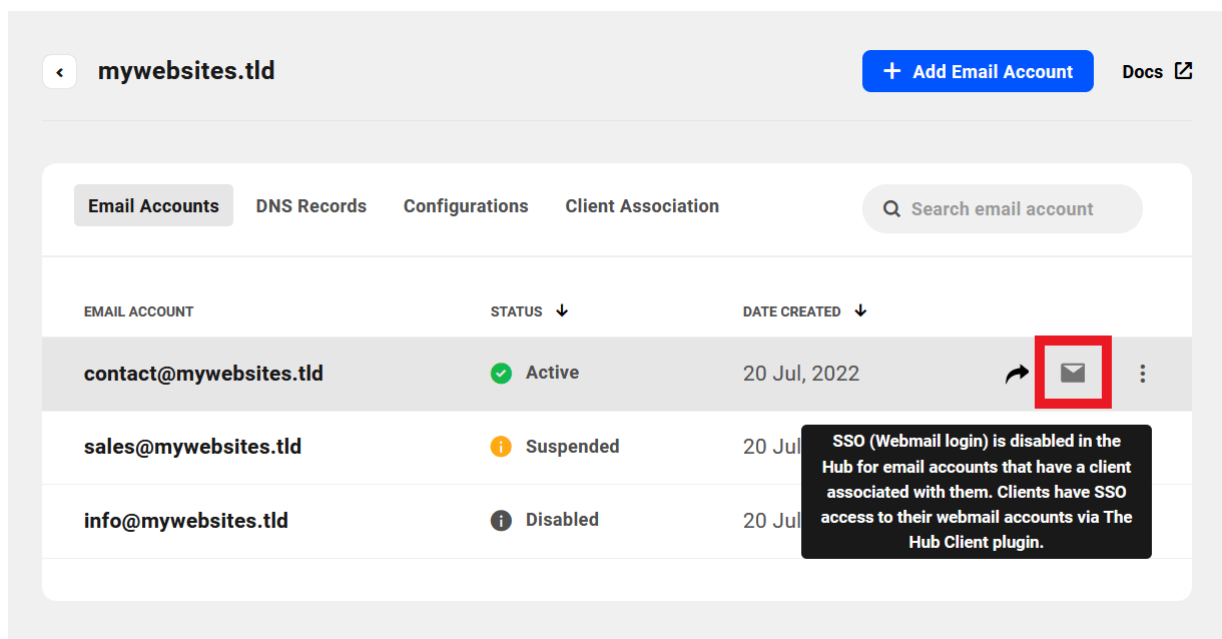 mywebsites.tld
+ Add Email Account
Docs
Email Accounts
DNS Records
Configurations
Client Association
Search email account
EMAIL ACCOUNT
STATUS
DATE CREATED
contact@mywebsites.tld
Active
20 Jul, 2022
sales@mywebsites.tld
Suspended
20 Jul
info@mywebsites.tld
Disabled
20 Jul
SSO (Webmail login) is disabled in the
Hub for email accounts that have a client
associated with them. Clients have SSO
access to their webmail accounts via The
Hub Client plugin.